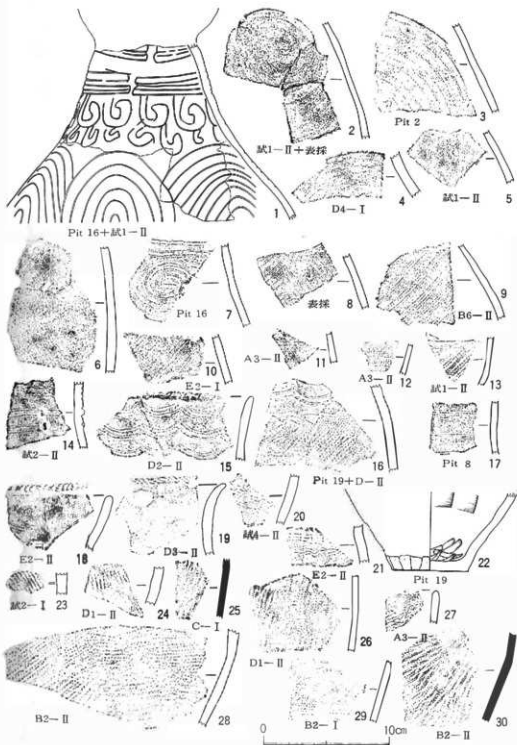 試1-II+表採
2
Pit 2
3
D4-I
4
試1-II
5
Pit 16+試1-II
1
6
Pit 16
7
表採
8
B6-II
9
E2-I
10
A3-II
11
A3-II
12
試1-II
13
試2-II
14
D2-II
15
Pit 19+D-II
16
Pit 8
17
E2-II
18
D3-II
19
試4-II
20
E2-II
21
Pit 19
22
試2-I
23
D1-II
24
C-I
25
D1-II
26
A3-II
27
B2-II
28
B2-I
29
B2-II
30
0 10cm